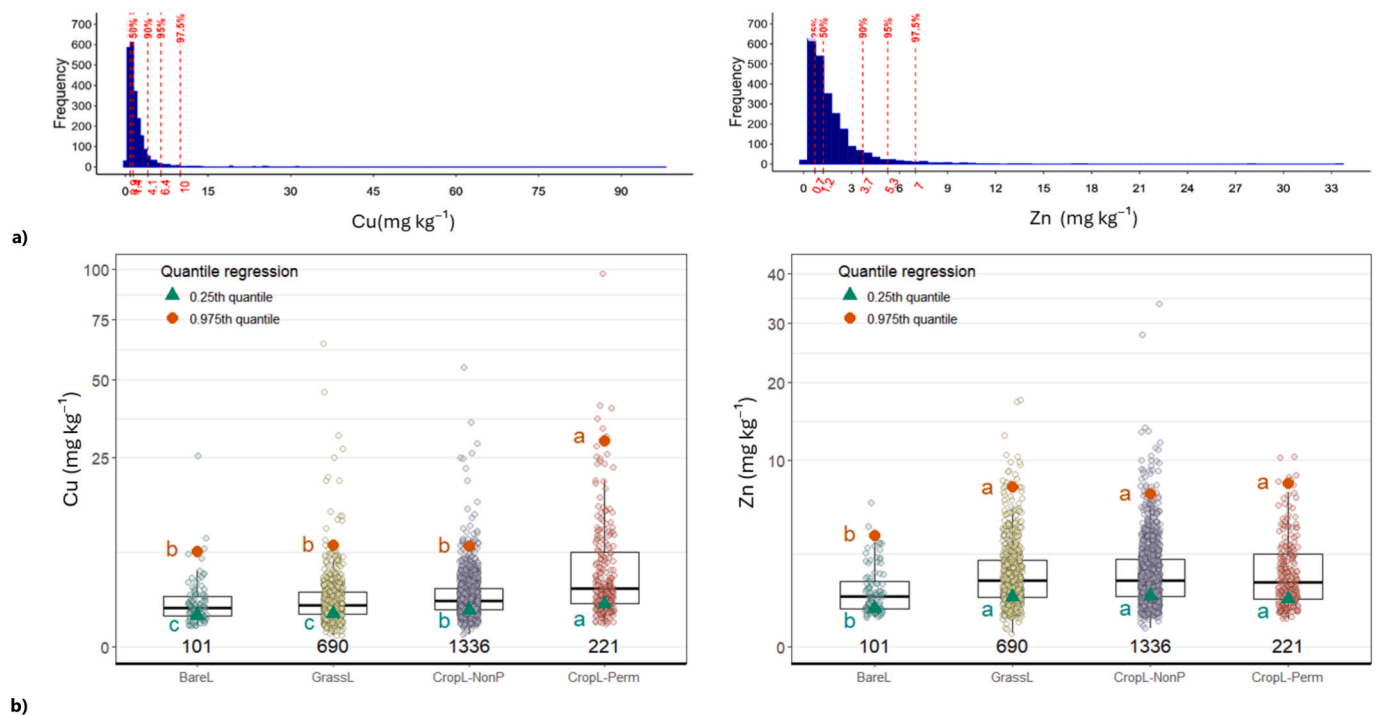 700
600
500
400
300
200
100
0
Frequency
50%
90%
95%
97.5%
0 15 30 45 60 75 90
0.9
4.1
6.4
10
Cu(mg kg⁻¹)
700
600
500
400
300
200
100
0
Frequency
25%
50%
90%
95%
97.5%
0 3 6 9 12 15 18 21 24 27 30 33
0.7
1.2
3.7
5.3
7
Zn (mg kg⁻¹)
a)
100
75
50
25
0
Cu (mg kg⁻¹)
Quantile regression
0.25th quantile
0.975th quantile
b b b a
c c b a
101 690 1336 221
BareL GrassL CropL-NonP CropL-Perm
40
30
20
10
0
Zn (mg kg⁻¹)
Quantile regression
0.25th quantile
0.975th quantile
b a a a
b a a a
101 690 1336 221
BareL GrassL CropL-NonP CropL-Perm
b)